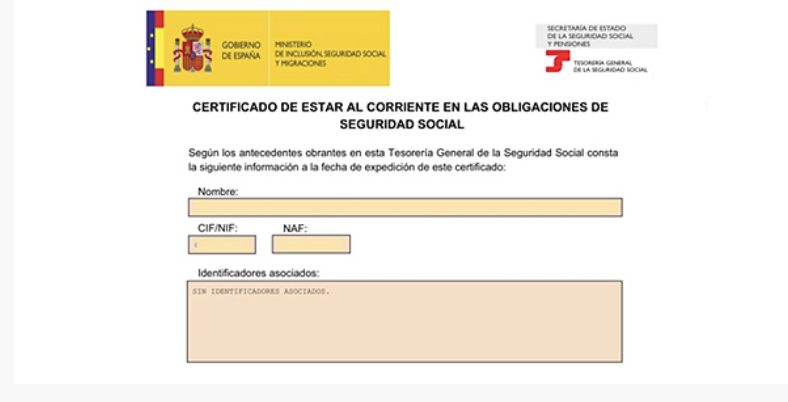 GOBIERNO
DE ESPAÑA
MINISTERIO
DE INCLUSIÓN, SEGURIDAD SOCIAL
Y MIGRACIONES
SECRETARÍA DE ESTADO
DE LA SEGURIDAD SOCIAL
Y PENSIONES
TESORERÍA GENERAL
DE LA SEGURIDAD SOCIAL
CERTIFICADO DE ESTAR AL CORRIENTE EN LAS OBLIGACIONES DE
SEGURIDAD SOCIAL
Según los antecedentes obrantes en esta Tesorería General de la Seguridad Social consta
la siguiente información a la fecha de expedición de este certificado:
Nombre:
CIF/NIF: NAF:
Identificadores asociados:
SIN IDENTIFICADORES ASOCIADOS.